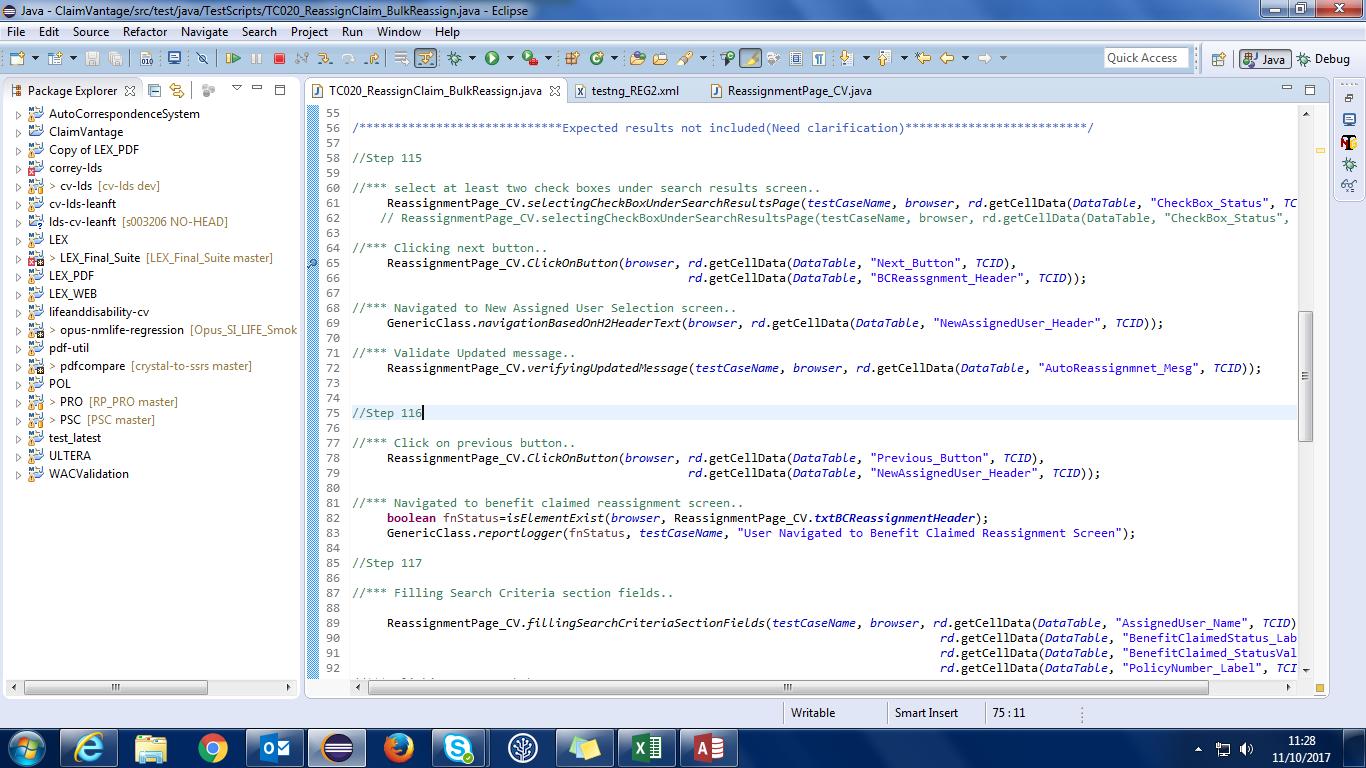 Java - ClaimVantage/src/test/java/TestScripts/TC020_ReassignClaim_BulkReassign.java - Eclipse
File Edit Source Refactor Navigate Search Project Run Window Help
Quick Access Java Debug
Package Explorer
TC020_ReassignClaim_BulkReassign.java testng_REG2.xml ReassignmentPage_CV.java
AutoCorrespondenceSystem
ClaimVantage
Copy of LEX_PDF
correy-lds
> cv-lds [cv-lds dev]
cv-lds-leanft
lds-cv-leanft [s003206 NO-HEAD]
LEX
> LEX_Final_Suite [LEX_Final_Suite master]
LEX_PDF
LEX_WEB
lifeanddisability-cv
> opus-nmlife-regression [Opus_SI_LIFE_Smok
pdf-util
> pdfcompare [crystal-to-ssrs master]
POL
> PRO [RP_PRO master]
> PSC [PSC master]
test_latest
ULTERA
WACValidation
55
56 /*****************************Expected results not included(Need clarification)**************************/
57
58 //Step 115
59
60 //*** select at least two check boxes under search results screen..
61 ReassignmentPage_CV.selectingCheckBoxUnderSearchResultsPage(testCaseName, browser, rd.getCellData(DataTable, "CheckBox_Status", TC
62 // ReassignmentPage_CV.selectingCheckBoxUnderSearchResultsPage(testCaseName, browser, rd.getCellData(DataTable, "CheckBox_Status",
63
64 //*** Clicking next button..
65 ReassignmentPage_CV.ClickOnButton(browser, rd.getCellData(DataTable, "Next_Button", TCID),
66 rd.getCellData(DataTable, "BCReassgnment_Header", TCID));
67
68 //*** Navigated to New Assigned User Selection screen..
69 GenericClass.navigationBasedOnH2HeaderText(browser, rd.getCellData(DataTable, "NewAssignedUser_Header", TCID));
70
71 //*** Validate Updated message..
72 ReassignmentPage_CV.verifyingUpdatedMessage(testCaseName, browser, rd.getCellData(DataTable, "AutoReassignmnet_Mesg", TCID));
73
74
75 //Step 116
76
77 //*** Click on previous button..
78 ReassignmentPage_CV.ClickOnButton(browser, rd.getCellData(DataTable, "Previous_Button", TCID),
79 rd.getCellData(DataTable, "NewAssignedUser_Header", TCID));
80
81 //*** Navigated to benefit claimed reassignment screen..
82 boolean fnStatus=isElementExist(browser, ReassignmentPage_CV.txtBCReassignmentHeader);
83 GenericClass.reportlogger(fnStatus, testCaseName, "User Navigated to Benefit Claimed Reassignment Screen");
84
85 //Step 117
86
87 //*** Filling Search Criteria section fields..
88
89 ReassignmentPage_CV.fillingSearchCriteriaSectionFields(testCaseName, browser, rd.getCellData(DataTable, "AssignedUser_Name", TCID)
90 rd.getCellData(DataTable, "BenefitClaimedStatus_Lab
91 rd.getCellData(DataTable, "BenefitClaimed_StatusVal
92 rd.getCellData(DataTable, "PolicyNumber_Label", TCI
Writable Smart Insert 75 : 11
11:28
11/10/2017